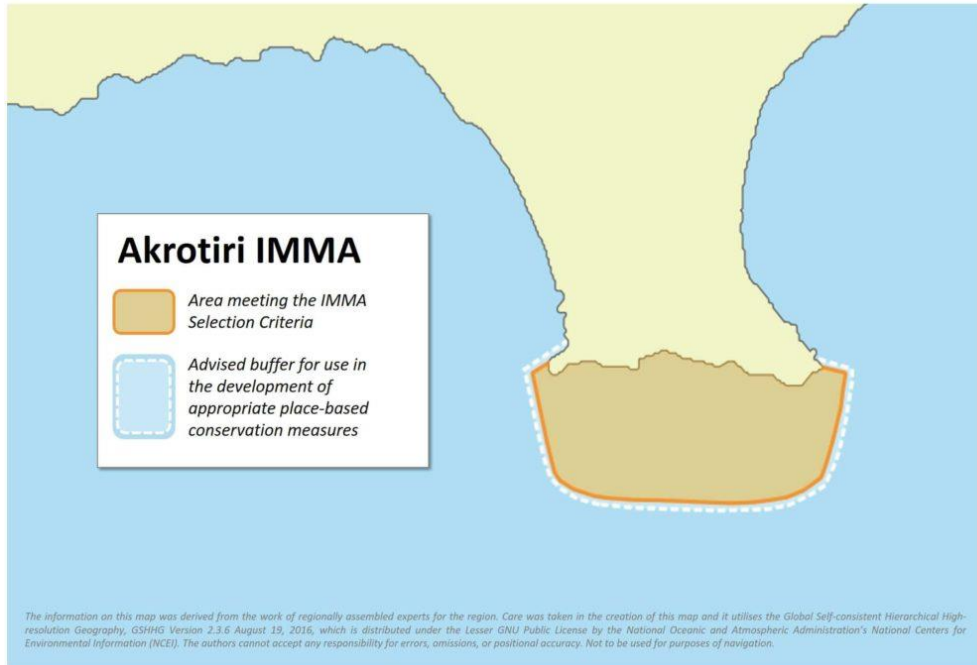 Akrotiri IMMA
Area meeting the IMMA
Selection Criteria
Advised buffer for use in
the development of
appropriate place-based
conservation measures
The information on this map was derived from the work of regionally assembled experts for the region. Care was taken in the creation of this map and it utilises the Global Self-consistent Hierarchical High-
resolution Geography, GSHHG Version 2.3.6 August 19, 2016, which is distributed under the Lesser GNU Public License by the National Oceanic and Atmospheric Administration's National Centers for
Environmental Information (NCEI). The authors cannot accept any responsibility for errors, omissions, or positional accuracy. Not to be used for purposes of navigation.